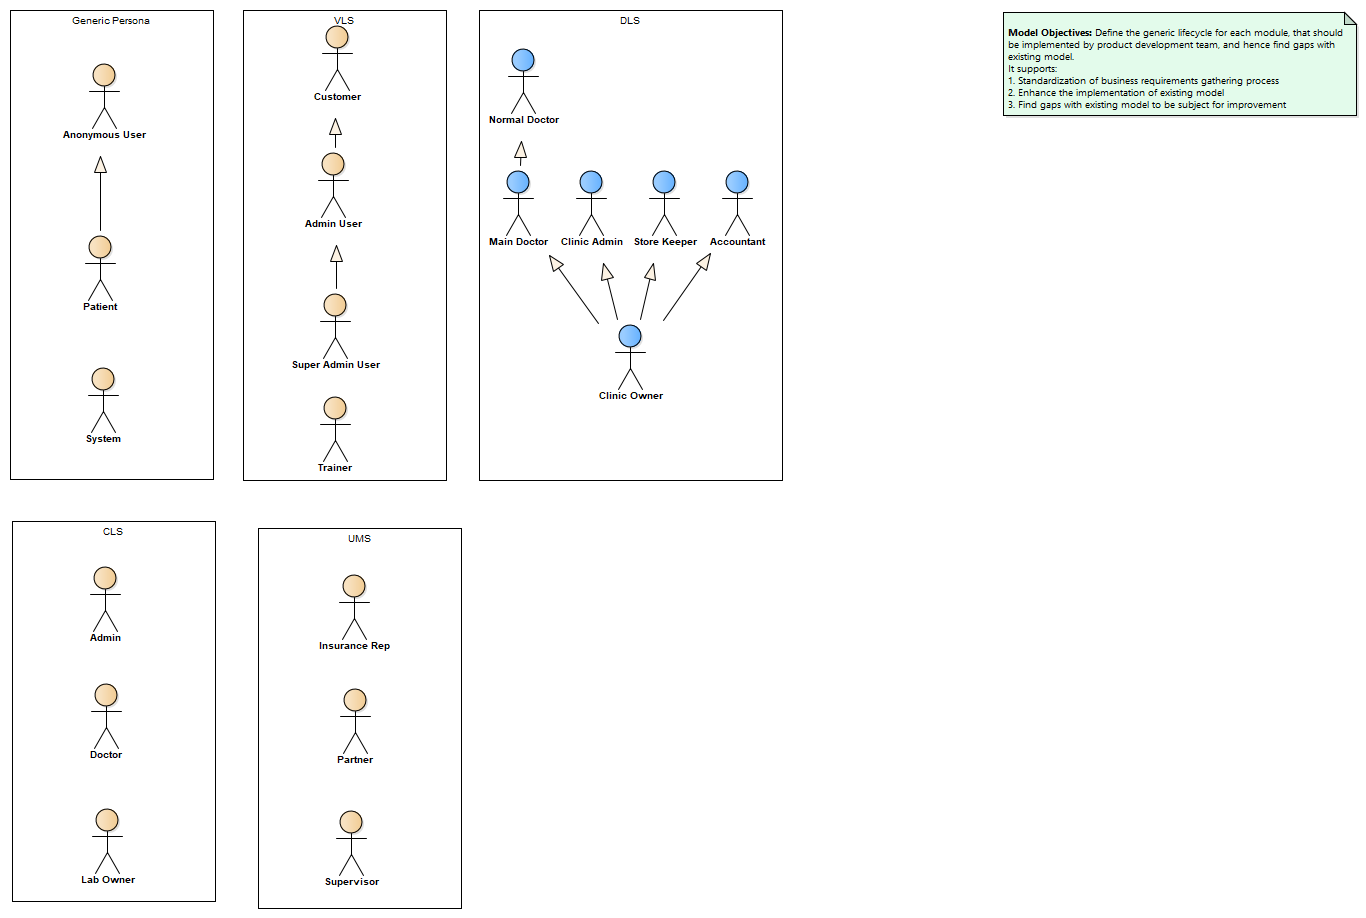 Generic Persona
Anonymous User
Patient
System
VLS
Customer
Admin User
Super Admin User
Trainer
DLS
Normal Doctor
Main Doctor
Clinic Admin
Store Keeper
Accountant
Clinic Owner
Model Objectives: Define the generic lifecycle for each module, that should
be implemented by product development team, and hence find gaps with
existing model.
It supports:
1. Standardization of business requirements gathering process
2. Enhance the implementation of existing model
3. Find gaps with existing model to be subject for improvement
CLS
Admin
Doctor
Lab Owner
UMS
Insurance Rep
Partner
Supervisor